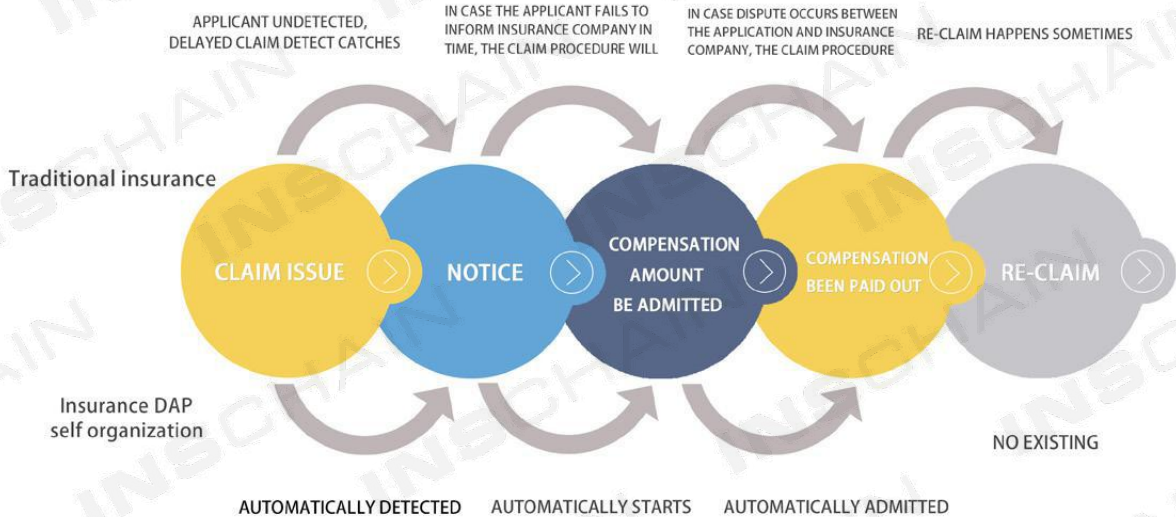 APPLICANT UNDETECTED,
DELAYED CLAIM DETECT CATCHES
IN CASE THE APPLICANT FAILS TO
INFORM INSURANCE COMPANY IN
TIME, THE CLAIM PROCEDURE WILL
IN CASE DISPUTE OCCURS BETWEEN
THE APPLICATION AND INSURANCE
COMPANY, THE CLAIM PROCEDURE
RE-CLAIM HAPPENS SOMETIMES
Traditional insurance
CLAIM ISSUE
NOTICE
COMPENSATION
AMOUNT
BE ADMITTED
COMPENSATION
BEEN PAID OUT
RE-CLAIM
Insurance DAP
self organization
NO EXISTING
AUTOMATICALLY DETECTED
AUTOMATICALLY STARTS
AUTOMATICALLY ADMITTED
INSCHAIN